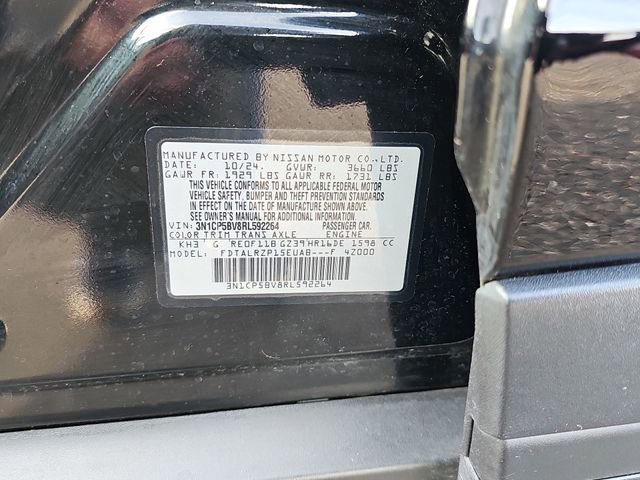 MANUFACTURED BY NISSAN MOTOR CO.,LTD.
DATE: 10/24. GVWR: 3660 LBS
GAWR FR: 1929 LBS GAWR RR: 1731 LBS
THIS VEHICLE CONFORMS TO ALL APPLICABLE FEDERAL MOTOR
VEHICLE SAFETY, BUMPER AND THEFT PREVENTION STANDARDS
IN EFFECT ON THE DATE OF MANUFACTURE SHOWN ABOVE.
SEE OWNER'S MANUAL FOR ADDITIONAL INFORMATION.
VIN: 3N1CP5BV8RL592264 PASSENGER CAR.
COLOR TRIM TRANS AXLE ENGINE
KH3 G RE0F11B GZ39 HR16DE 1598 CC
MODEL: FDTALRZP15EUAB---F 4Z000
3N1CP5BV8RL592264